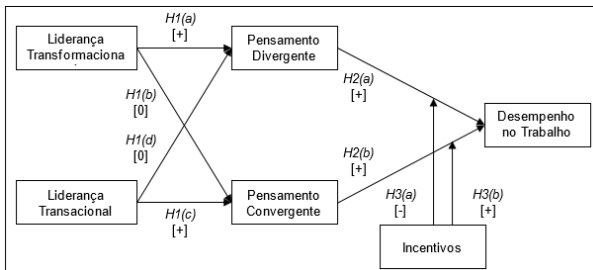 H1(a)
[+]
Liderança
Transformaciona
Pensamento
Divergente
H2(a)
[+]
H1(b)
[0]
Desempenho
no Trabalho
H1(d)
[0]
H2(b)
[+]
Liderança
Transacional
Pensamento
Convergente
H1(c)
[+]
H3(a)
[-]
H3(b)
[+]
Incentivos